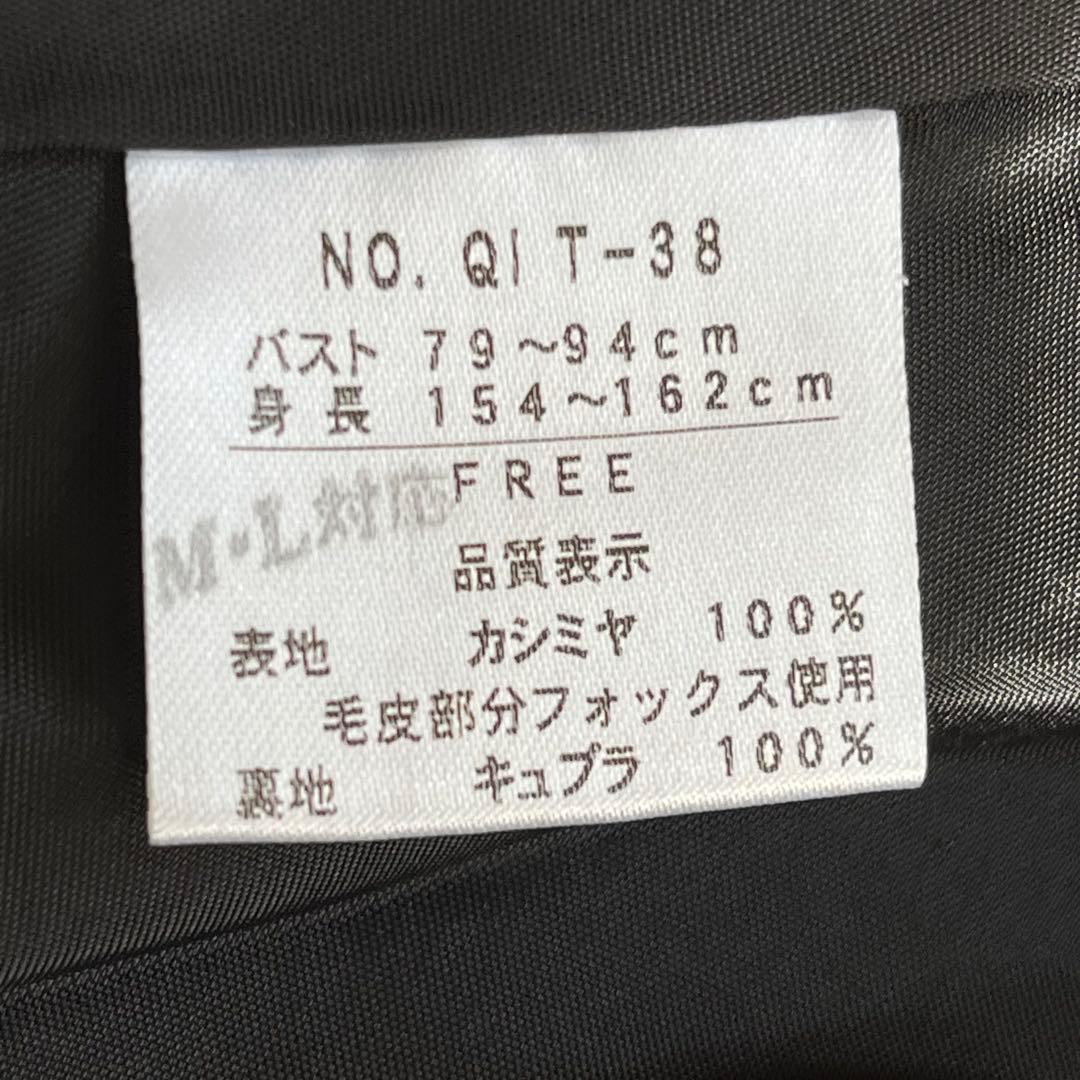 NO. QIT-38
バスト 79～94cm
身長 154～162cm
FREE
M・L対応
品質表示
表地 カシミヤ 100%
毛皮部分フォックス使用
裏地 キュプラ 100%